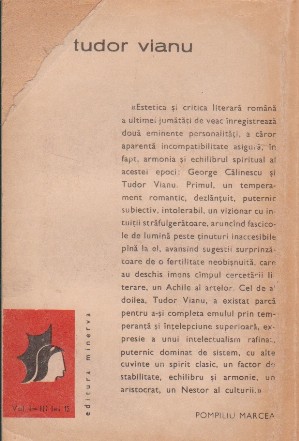 tudor vianu
«Estetica și critica literară română
a ultimei jumătăți de veac înregistrează
două eminente personalități, a căror
aparentă incompatibilitate asigură, în
fapt, armonia și echilibrul spiritual al
acestei epoci: George Călinescu și
Tudor Vianu. Primul, un tempera-
ment romantic, dezlănțuit, puternic
subiectiv, intolerabil, un vizionar cu in-
tuiții străfulgerătoare, aruncînd fascico-
le de lumină peste ținuturi inaccesibile
pînă la el, avansînd sugestii surprinză-
toare de o fertilitate neobișnuită, care
au deschis imens cîmpul cercetării li-
terare, un Achile al artelor. Cel de-al
doilea, Tudor Vianu, a existat parcă
pentru a-și completa emulul prin tem-
peranță și înțelepciune superioară, ex-
presie a unui intelectualism rafinat,
puternic dominat de sistem, cu alte
cuvinte un spirit clasic, un factor de
stabilitate, echilibru și armonie, un
aristocrat, un Nestor al culturii.»
POMPILIU MARCEA
editura minerva
Lei 15